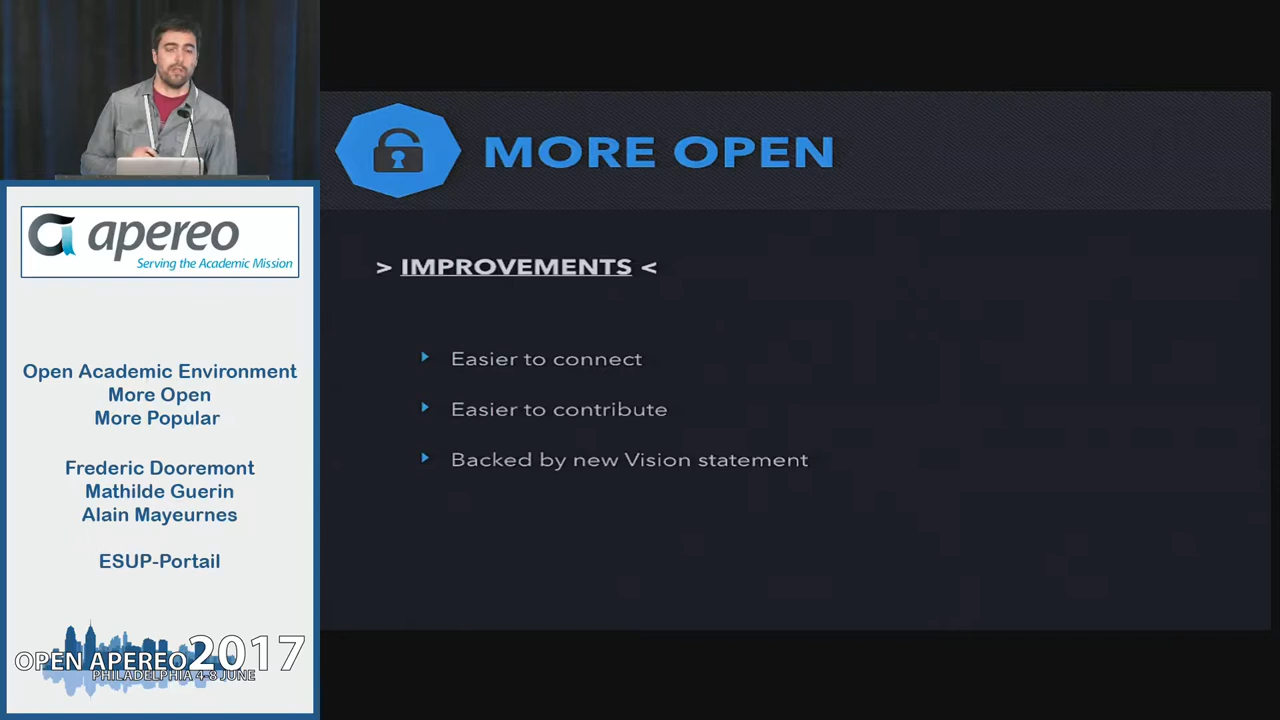 apereo
Serving the Academic Mission
Open Academic Environment
More Open
More Popular
Frederic Dooremont
Mathilde Guerin
Alain Mayeurnes
ESUP-Portail
OPEN APEREO 2017
PHILADELPHIA 4-8 JUNE
MORE OPEN
> IMPROVEMENTS <
Easier to connect
Easier to contribute
Backed by new Vision statement